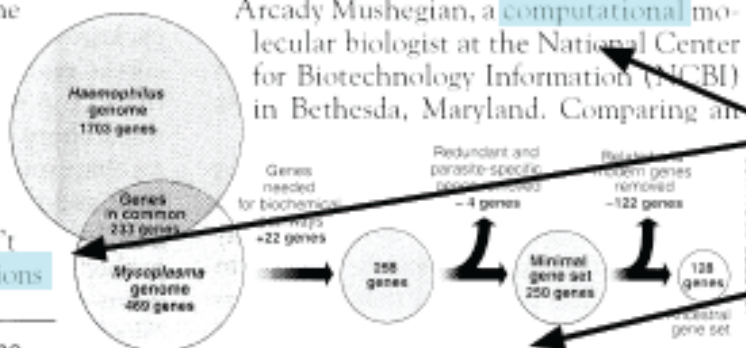 Arcady Mushegian, a computational mo-
lecular biologist at the National Center
for Biotechnology Information (NCBI)
in Bethesda, Maryland. Comparing an
Haemophilus
genome
1703 genes
Genes
in common
233 genes
Mycoplasma
genome
469 genes
Genes
needed
for biochemical
+22 genes
Redundant and
parasite-specific
– 4 genes
modern genes
removed
–122 genes
genes
Minimal
gene set
250 genes
128
genes
Ancestral
gene set
ions